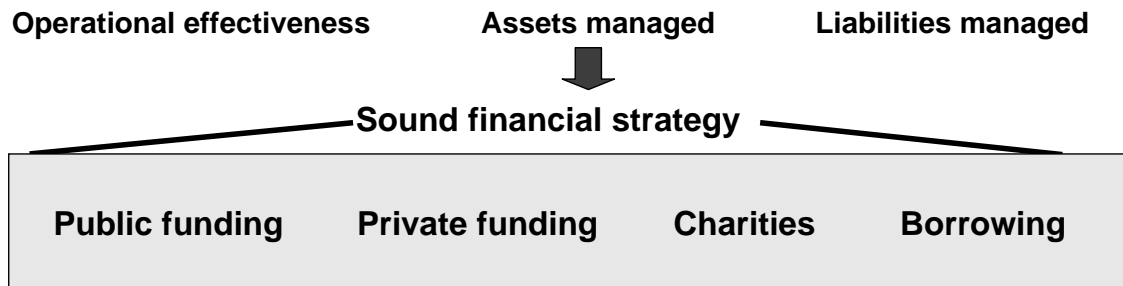 Operational effectiveness Assets managed Liabilities managed
Sound financial strategy
Public funding Private funding Charities Borrowing